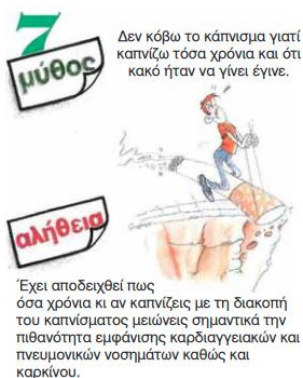 7
μύθος
Δεν κόβω το κάπνισμα γιατί
καπνίζω τόσα χρόνια και ότι
κακό ήταν να γίνει έγινε.
αλήθεια
Έχει αποδειχθεί πως
όσα χρόνια κι αν καπνίζεις με τη διακοπή
του καπνίσματος μειώνεις σημαντικά την
πιθανότητα εμφάνισης καρδιαγγειακών και
πνευμονικών νοσημάτων καθώς και
καρκίνου.